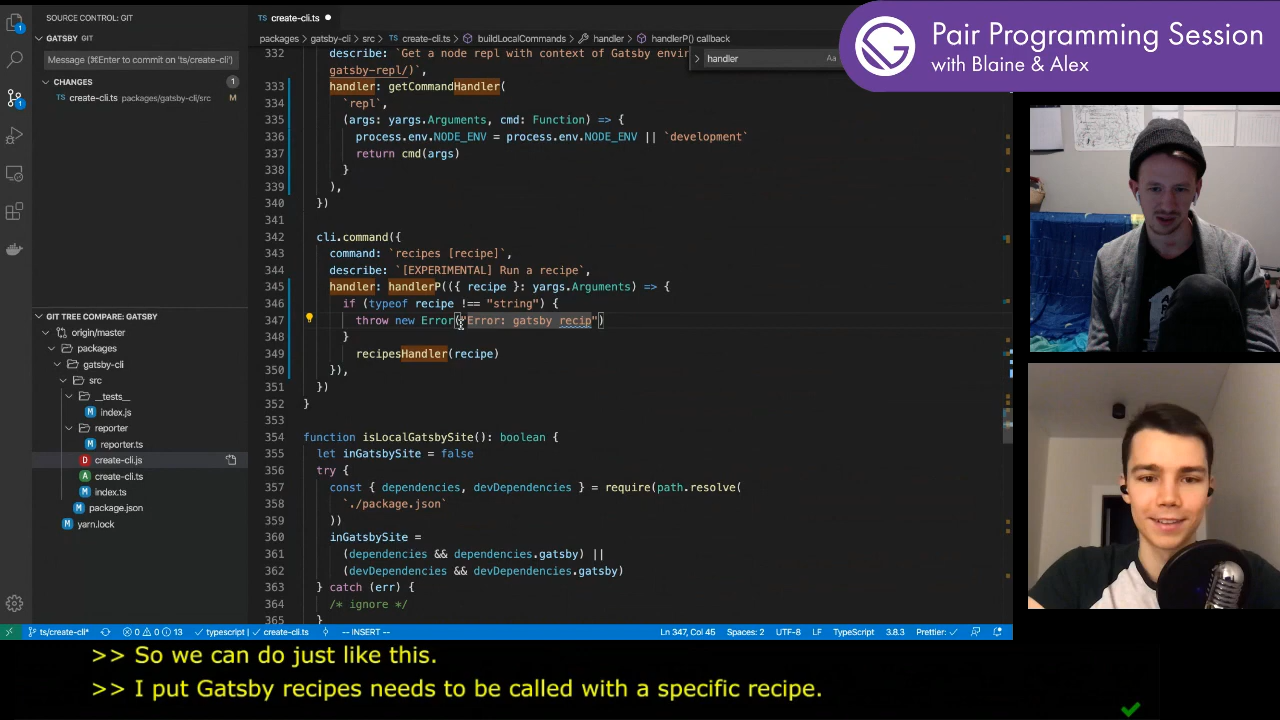 SOURCE CONTROL: GIT
GATSBY GIT
Message (⌘Enter to commit on 'ts/create-cli')
CHANGES 1
create-cli.ts packages/gatsby-cli/src M
GIT TREE COMPARE: GATSBY
origin/master
packages
gatsby-cli
src
__tests__
index.js
reporter
reporter.ts
create-cli.js
create-cli.ts
index.ts
package.json
yarn.lock
TS create-cli.ts
packages > gatsby-cli > src > TS create-cli.ts > buildLocalCommands > handler > handlerP() callback
handler Aa
332 describe: `Get a node repl with context of Gatsby envir
gatsby-repl/)`,
333 handler: getCommandHandler(
334 `repl`,
335 (args: yargs.Arguments, cmd: Function) => {
336 process.env.NODE_ENV = process.env.NODE_ENV || `development`
337 return cmd(args)
338 }
339 ),
340 })
341
342 cli.command({
343 command: `recipes [recipe]`,
344 describe: `[EXPERIMENTAL] Run a recipe`,
345 handler: handlerP(({ recipe }: yargs.Arguments) => {
346 if (typeof recipe !== "string") {
347 throw new Error("Error: gatsby recip")
348 }
349 recipesHandler(recipe)
350 }),
351 })
352 }
353
354 function isLocalGatsbySite(): boolean {
355 let inGatsbySite = false
356 try {
357 const { dependencies, devDependencies } = require(path.resolve(
358 `./package.json`
359 ))
360 inGatsbySite =
361 (dependencies && dependencies.gatsby) ||
362 (devDependencies && devDependencies.gatsby)
363 } catch (err) {
364 /* ignore */
365 }
ts/create-cli* 0 0 13 typescript | create-cli.ts -- INSERT -- Ln 347, Col 45 Spaces: 2 UTF-8 LF TypeScript 3.8.3 Prettier: ✓
Pair Programming Session
with Blaine & Alex
>> So we can do just like this.
>> I put Gatsby recipes needs to be called with a specific recipe.